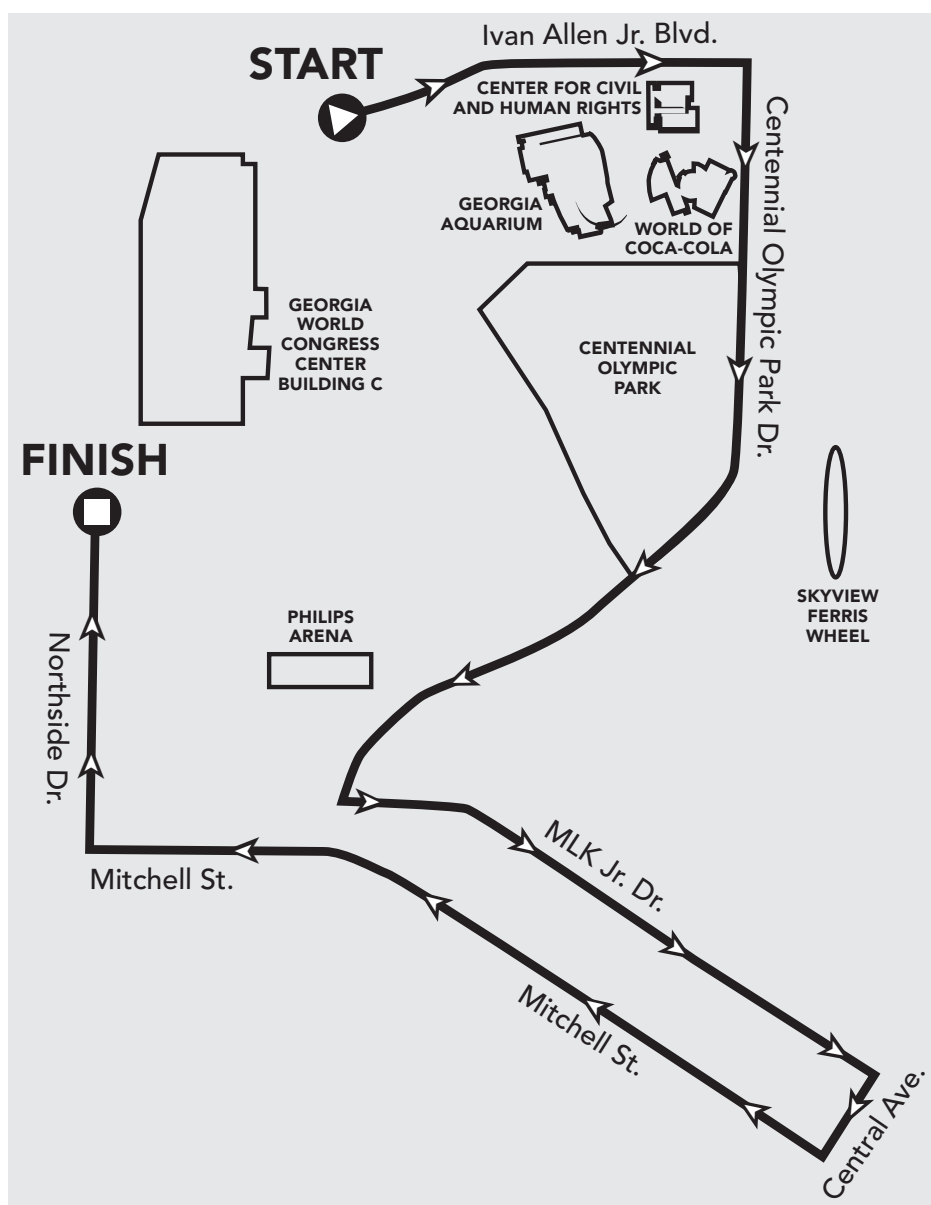 Ivan Allen Jr. Blvd.
START
CENTER FOR CIVIL
AND HUMAN RIGHTS
Centennial Olympic Park Dr.
GEORGIA
AQUARIUM
WORLD OF
COCA-COLA
GEORGIA
WORLD
CONGRESS
CENTER
BUILDING C
CENTENNIAL
OLYMPIC
PARK
FINISH
SKYVIEW
FERRIS
WHEEL
PHILIPS
ARENA
Northside Dr.
MLK Jr. Dr.
Mitchell St.
Mitchell St.
Central Ave.